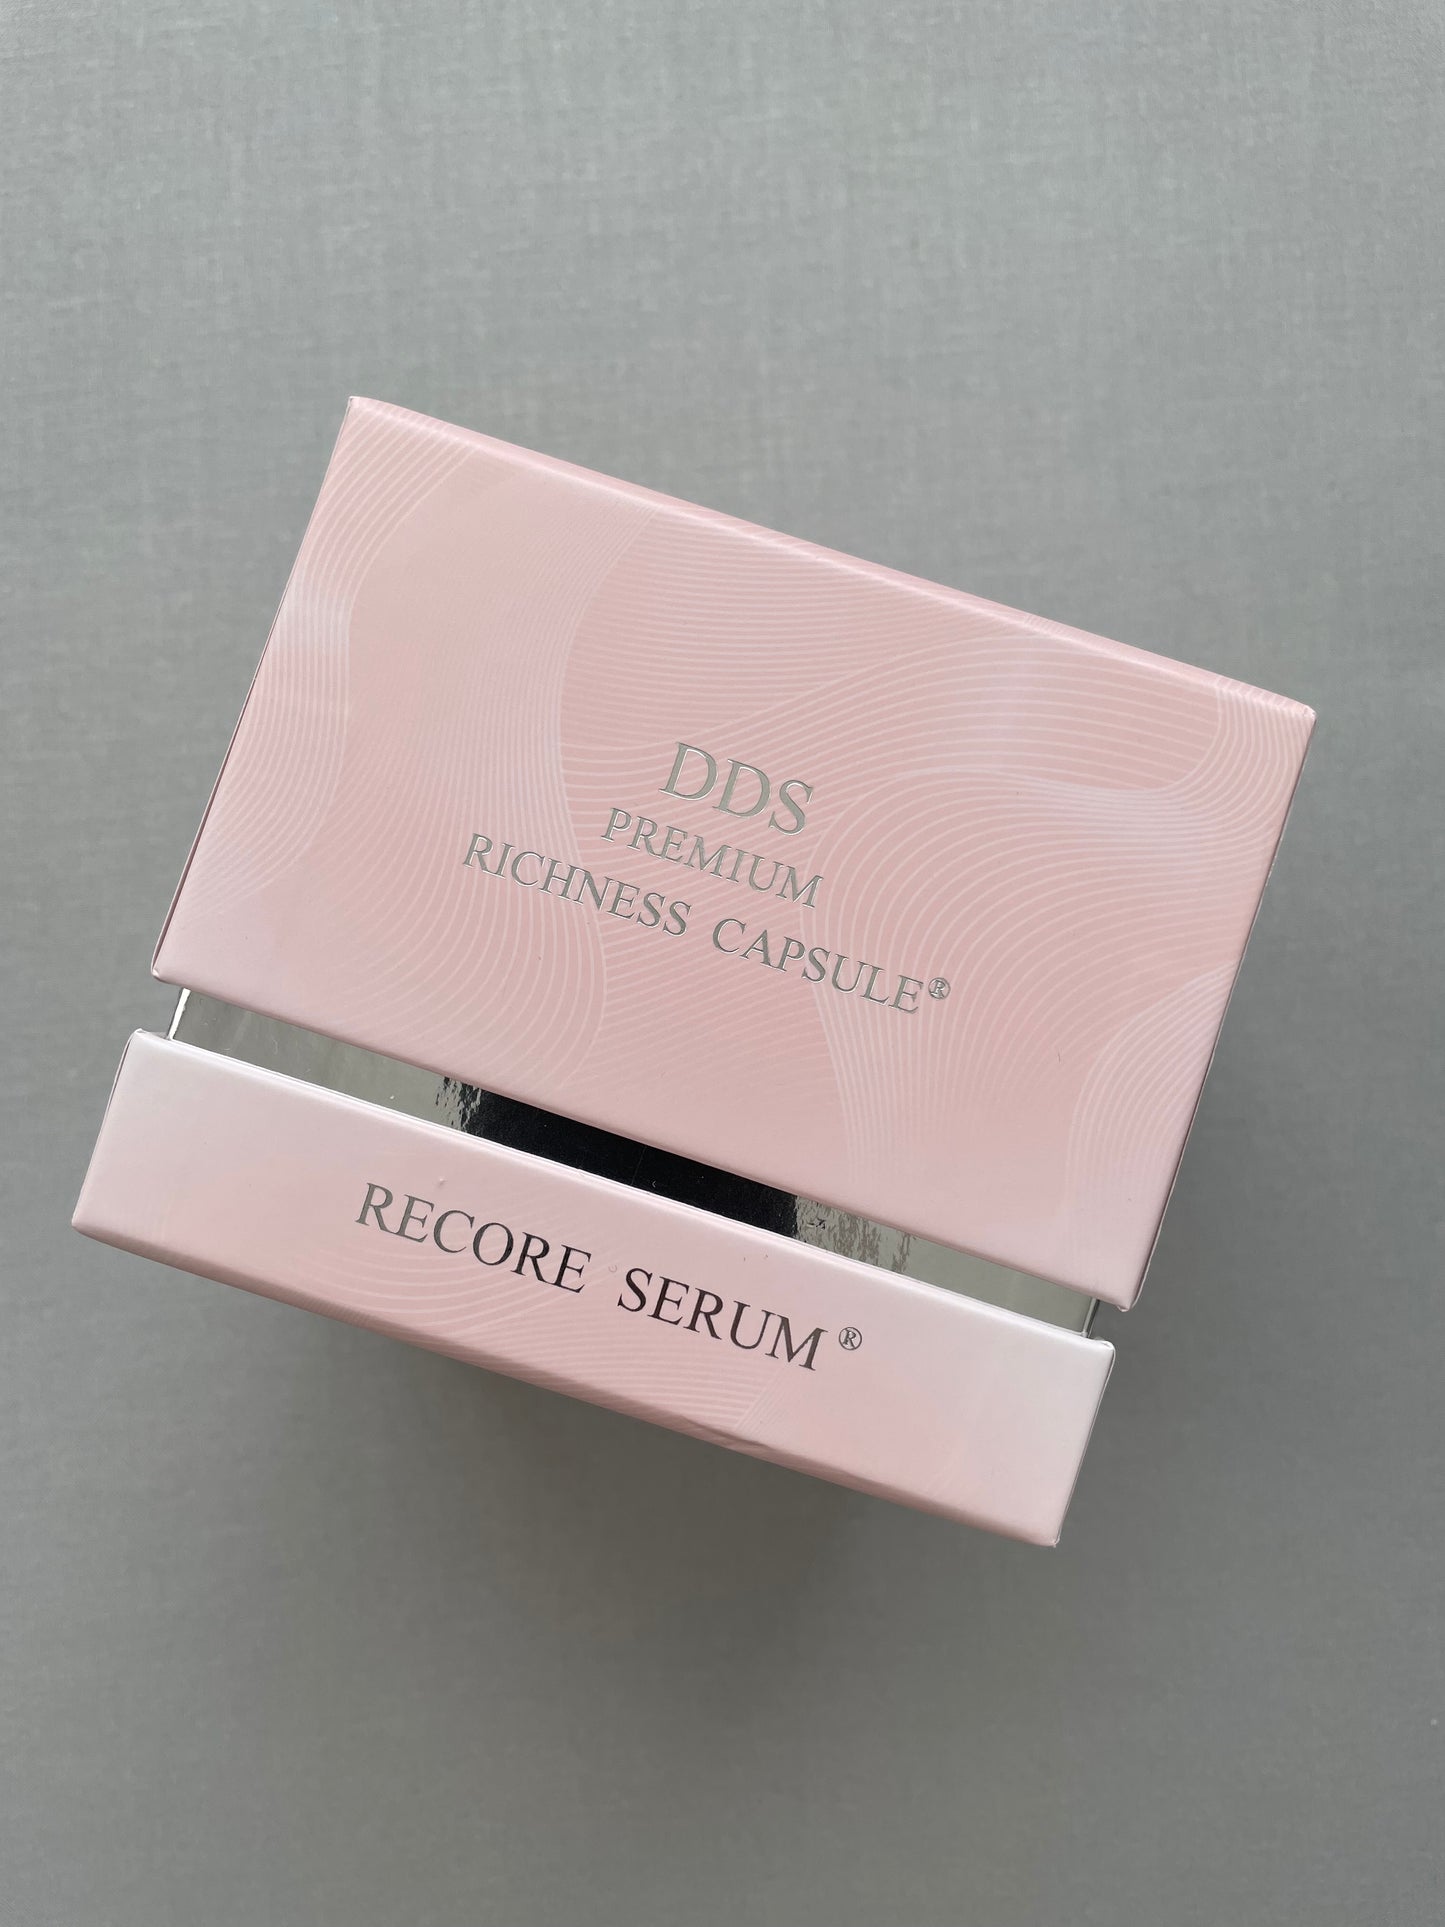 DDS
PREMIUM
RICHNESS CAPSULE®
RECORE SERUM®